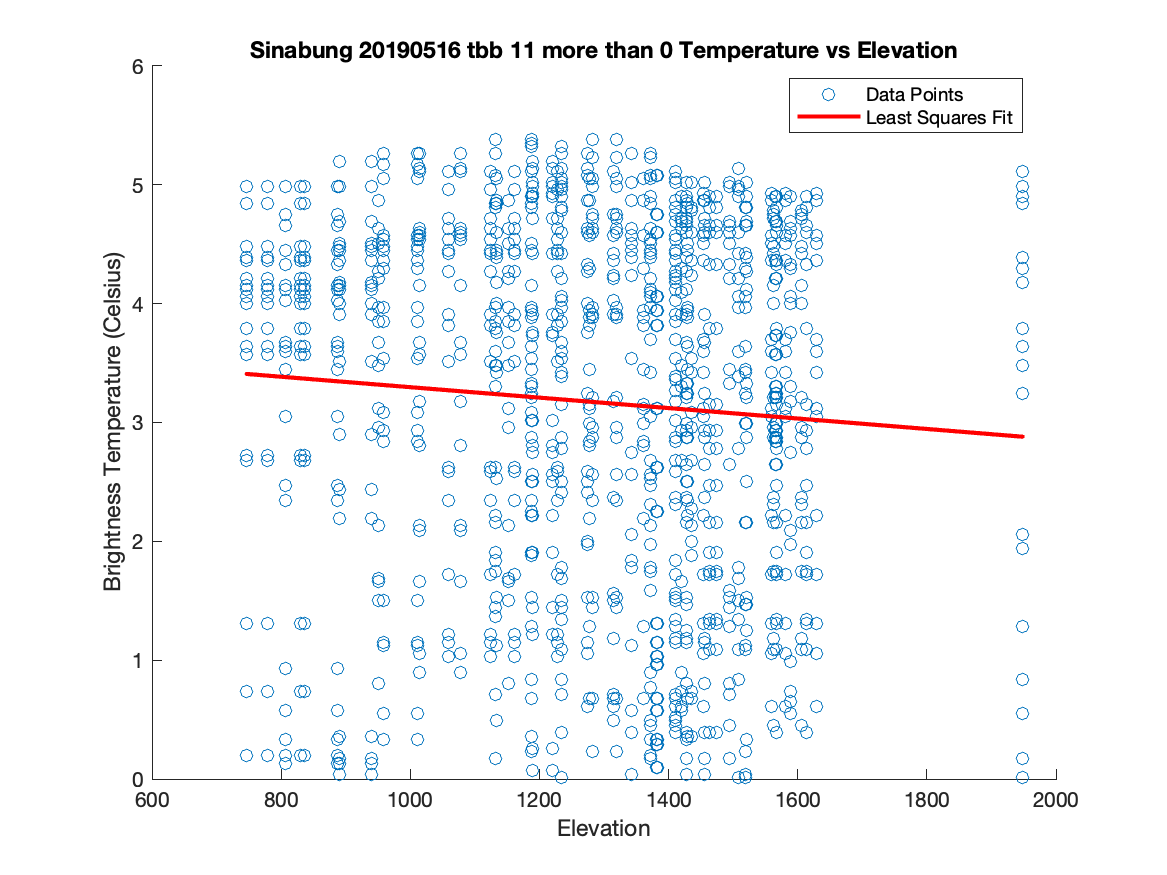 Sinabung 20190516 tbb 11 more than 0 Temperature vs Elevation
Data Points
Least Squares Fit
Brightness Temperature (Celsius)
6
5
4
3
2
1
0
600 800 1000 1200 1400 1600 1800 2000
Elevation